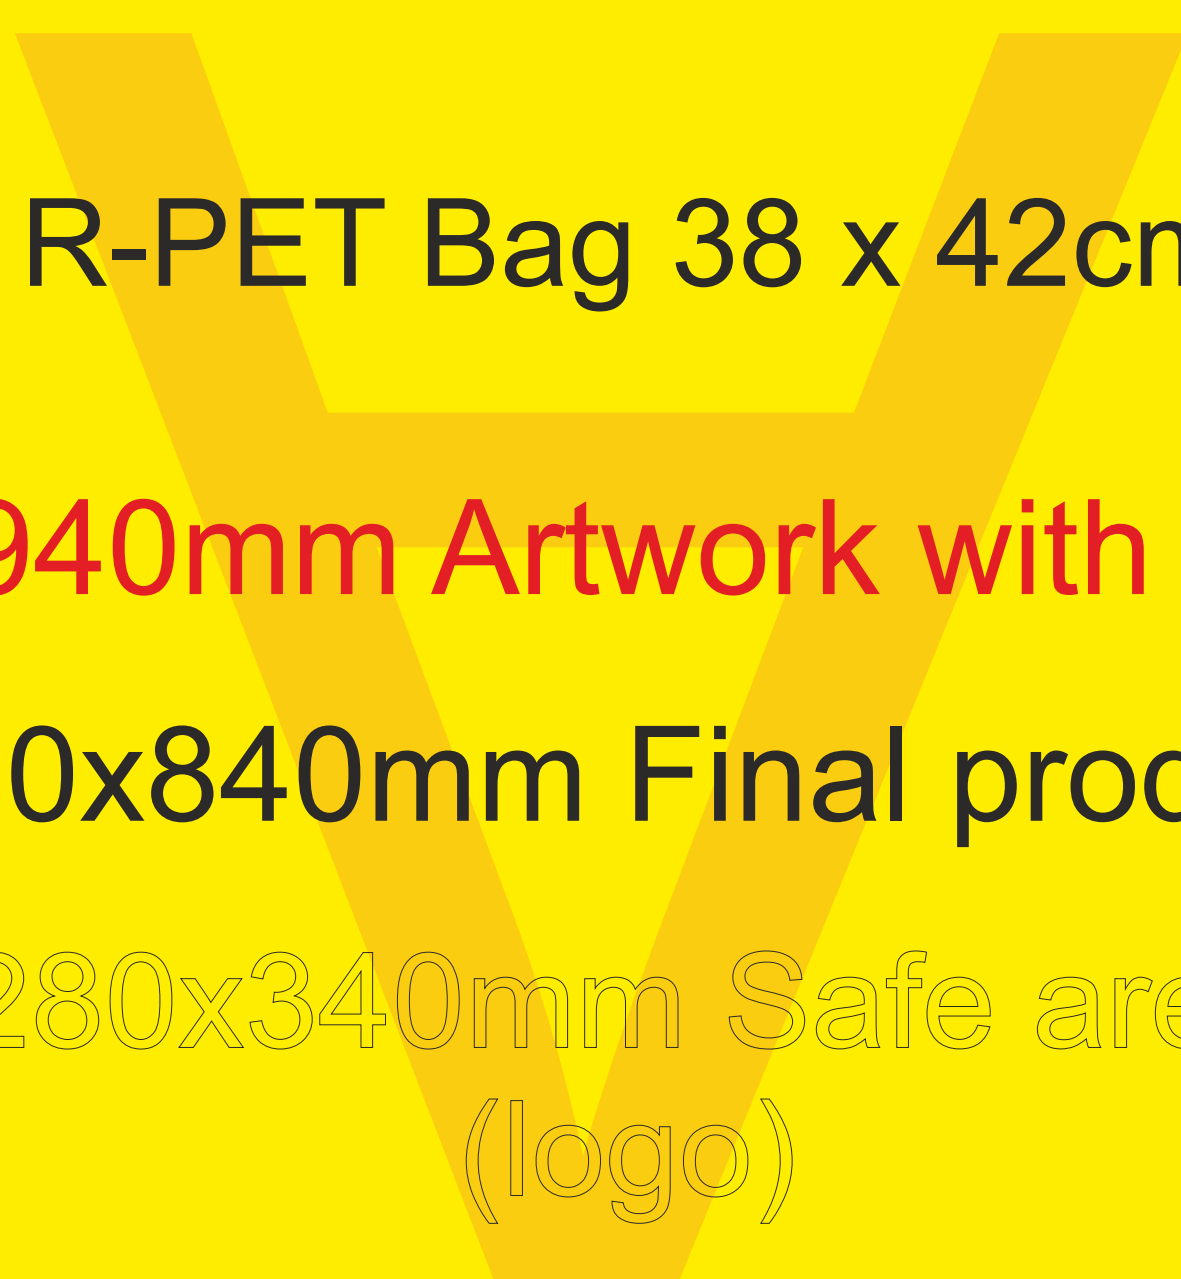 R-PET Bag 38 x 42cm
940mm Artwork with
0x840mm Final prod
280x340mm Safe are
(logo)